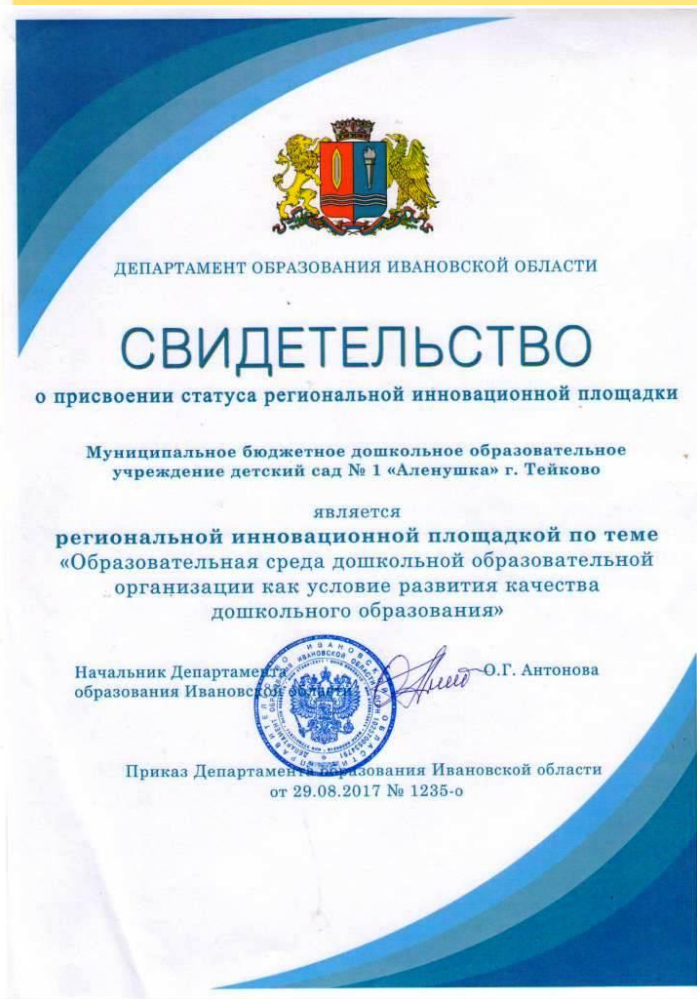 ДЕПАРТАМЕНТ ОБРАЗОВАНИЯ ИВАНОВСКОЙ ОБЛАСТИ
СВИДЕТЕЛЬСТВО
о присвоении статуса региональной инновационной площадки
Муниципальное бюджетное дошкольное образовательное
учреждение детский сад № 1 «Аленушка» г. Тейково
является
региональной инновационной площадкой по теме
«Образовательная среда дошкольной образовательной
организации как условие развития качества
дошкольного образования»
Начальник Департамента О.Г. Антонова
образования Ивановской области
Приказ Департамента образования Ивановской области
от 29.08.2017 № 1235-о